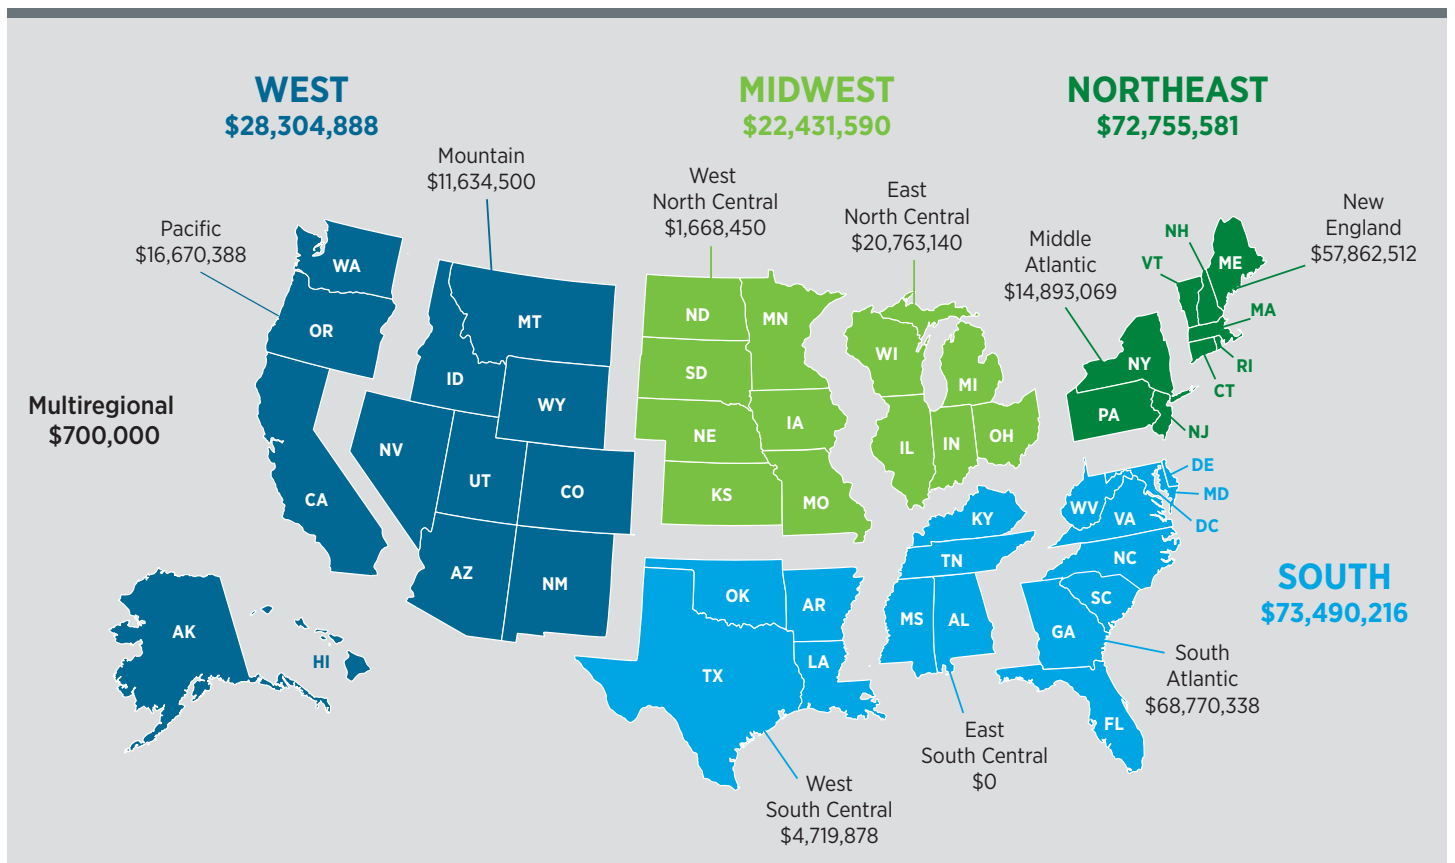 WEST
$28,304,888
MIDWEST
$22,431,590
NORTHEAST
$72,755,581
Mountain
$11,634,500
West
North Central
$1,668,450
East
North Central
$20,763,140
New
England
$57,862,512
Pacific
$16,670,388
Middle
Atlantic
$14,893,069
Multiregional
$700,000
WA
OR
CA
NV
ID
MT
WY
UT
CO
AZ
NM
AK
HI
ND
MN
SD
NE
IA
KS
MO
WI
MI
IL
IN
OH
NH
VT
ME
MA
RI
CT
NY
PA
NJ
DE
MD
DC
WV
VA
KY
TN
NC
SC
GA
FL
MS
AL
OK
AR
TX
LA
SOUTH
$73,490,216
South
Atlantic
$68,770,338
East
South Central
$0
West
South Central
$4,719,878